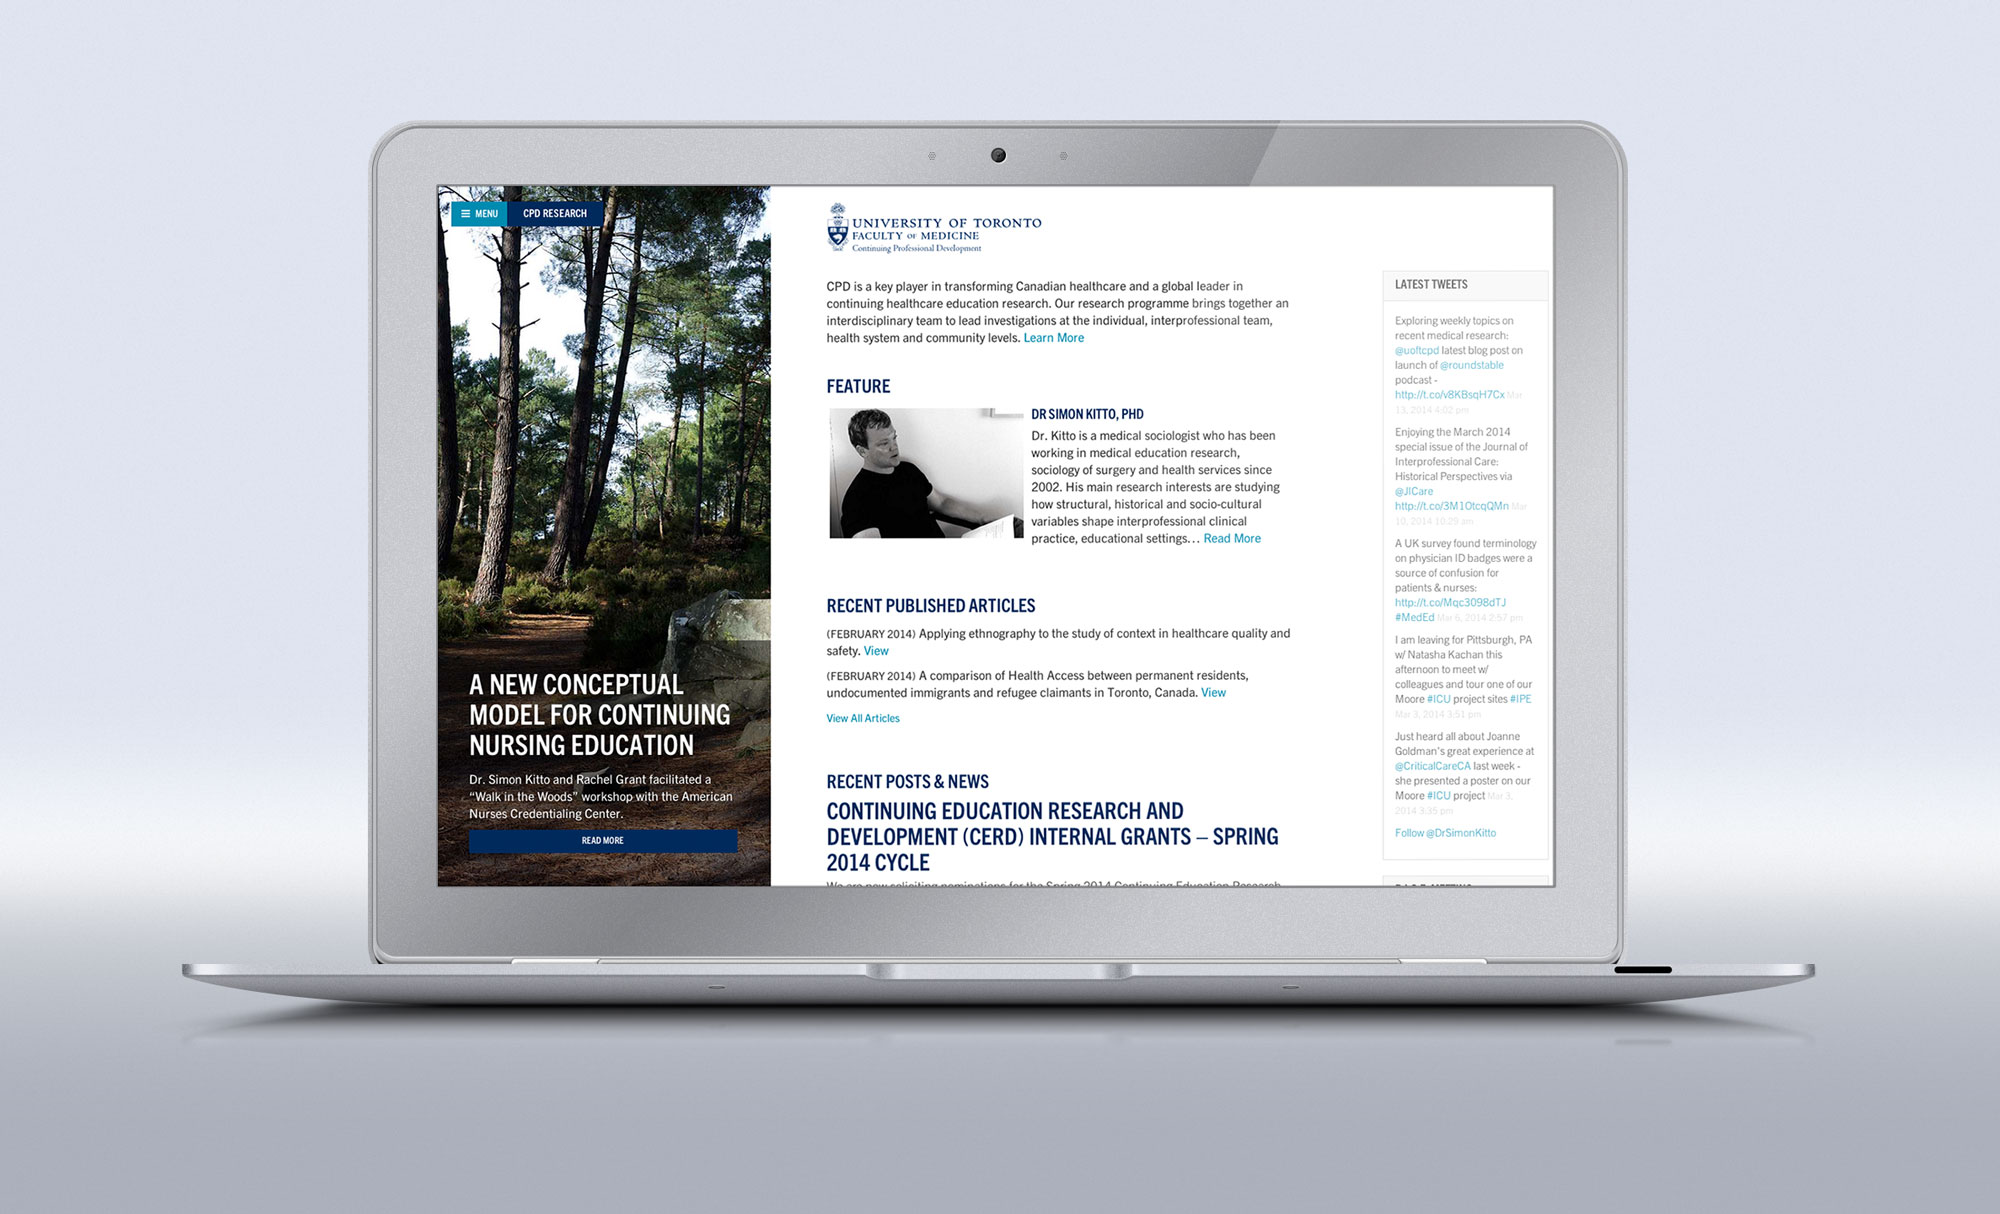 MENU
CPD RESEARCH
A NEW CONCEPTUAL
MODEL FOR CONTINUING
NURSING EDUCATION
Dr. Simon Kitto and Rachel Grant facilitated a
“Walk in the Woods” workshop with the American
Nurses Credentialing Center.
READ MORE
UNIVERSITY OF TORONTO
FACULTY OF MEDICINE
Continuing Professional Development
CPD is a key player in transforming Canadian healthcare and a global leader in
continuing healthcare education research. Our research programme brings together an
interdisciplinary team to lead investigations at the individual, interprofessional team,
health system and community levels. Learn More
FEATURE
DR SIMON KITTO, PHD
Dr. Kitto is a medical sociologist who has been
working in medical education research,
sociology of surgery and health services since
2002. His main research interests are studying
how structural, historical and socio-cultural
variables shape interprofessional clinical
practice, educational settings... Read More
RECENT PUBLISHED ARTICLES
(FEBRUARY 2014) Applying ethnography to the study of context in healthcare quality and
safety. View
(FEBRUARY 2014) A comparison of Health Access between permanent residents,
undocumented immigrants and refugee claimants in Toronto, Canada. View
View All Articles
RECENT POSTS & NEWS
CONTINUING EDUCATION RESEARCH AND
DEVELOPMENT (CERD) INTERNAL GRANTS – SPRING
2014 CYCLE
We are now soliciting nominations for the Spring 2014 Continuing Education Research
LATEST TWEETS
Exploring weekly topics on
recent medical research:
@uoftcpd latest blog post on
launch of @roundstable
podcast -
http://t.co/v8KBsqH7Cx Mar
13, 2014 4:02 pm
Enjoying the March 2014
special issue of the Journal of
Interprofessional Care:
Historical Perspectives via
@JICare
http://t.co/3M1OtcqQMn Mar
10, 2014 10:29 am
A UK survey found terminology
on physician ID badges were a
source of confusion for
patients & nurses:
http://t.co/Mqc3098dTJ
#MedEd Mar 6, 2014 2:57 pm
I am leaving for Pittsburgh, PA
w/ Natasha Kachan this
afternoon to meet w/
colleagues and tour one of our
Moore #ICU project sites #IPE
Mar 3, 2014 3:51 pm
Just heard all about Joanne
Goldman's great experience at
@CriticalCareCA last week -
she presented a poster on our
Moore #ICU project Mar 3,
2014 3:35 pm
Follow @DrSimonKitto